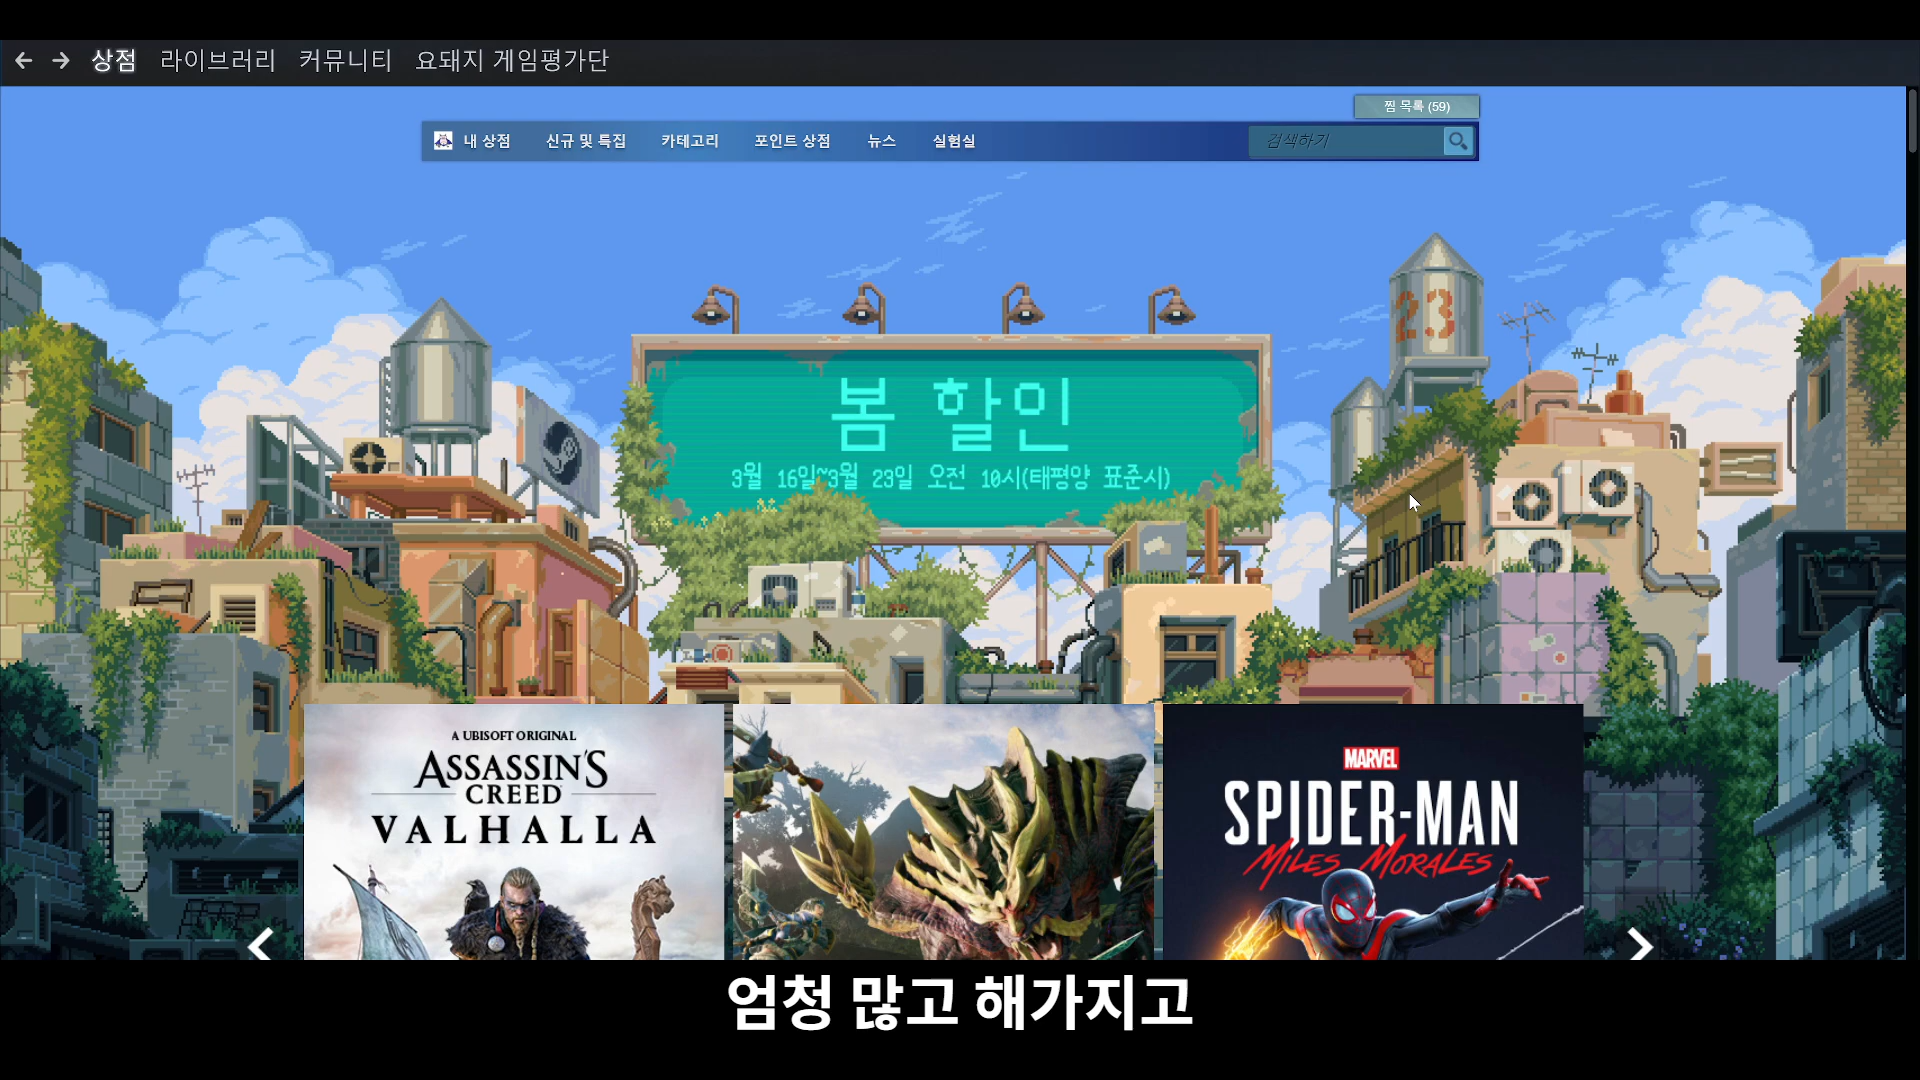 상점 라이브러리 커뮤니티 요돼지 게임평가단
찜 목록 (59)
내 상점 신규 및 특집 카테고리 포인트 상점 뉴스 실험실 검색하기
23
봄 할인
3월 16일~3월 23일 오전 10시(태평양 표준시)
A UBISOFT ORIGINAL
ASSASSIN'S
CREED
VALHALLA
MARVEL
SPIDER-MAN
MILES MORALES
엄청 많고 해가지고